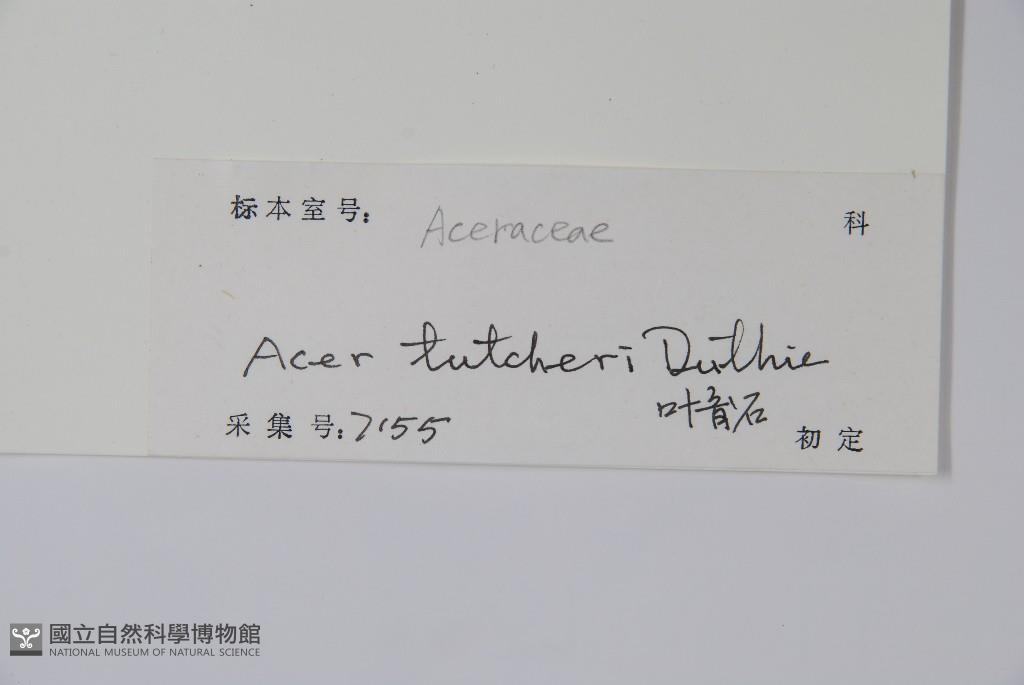 标本室号: Aceraceae 科
Acer tutcheri Duthie
采集号: 7155 叶育石 初定
國立自然科學博物館
NATIONAL MUSEUM OF NATURAL SCIENCE